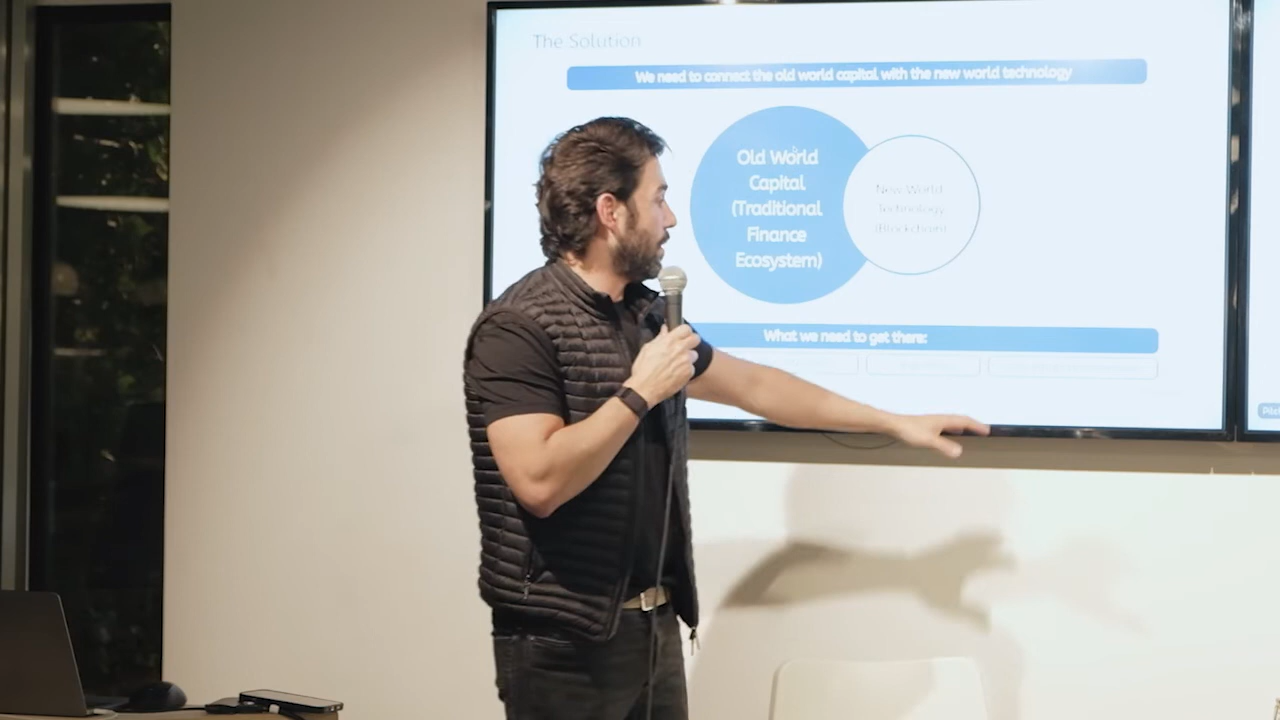 The Solution
We need to connect the old world capital with the new world technology
Old World
Capital
(Traditional
Finance
Ecosystem)
New World
Technology
(Blockchain)
What we need to get there: